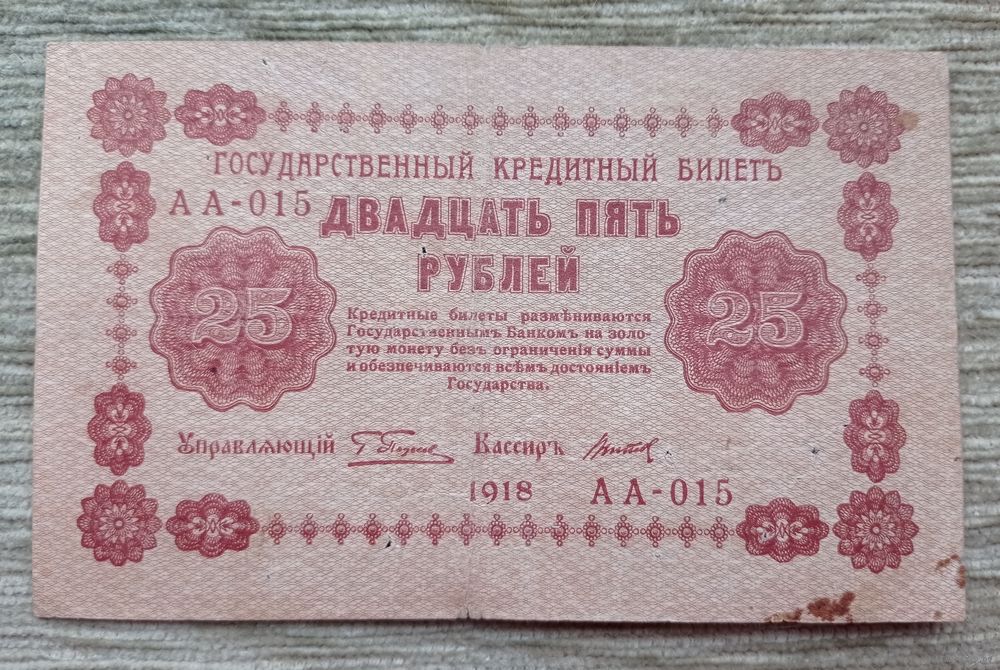 ГОСУДАРСТВЕННЫЙ КРЕДИТНЫЙ БИЛЕТЪ
АА-015
ДВАДЦАТЬ ПЯТЬ
РУБЛЕЙ
25
25
Кредитные билеты размѣниваются
Государственнымъ Банкомъ на золо-
тую монету безъ ограниченія суммы
и обезпечиваются всѣмъ достояніемъ
Государства.
Управляющій
Кассиръ
1918 АА-015